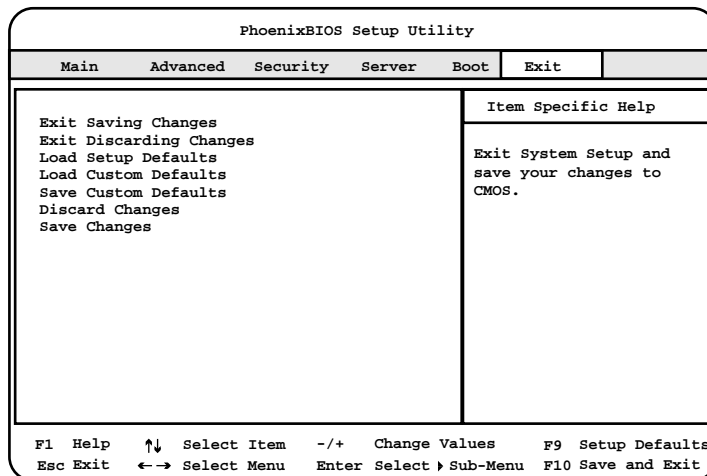 PhoenixBIOS Setup Utility
Main Advanced Security Server Boot Exit
Exit Saving Changes
Exit Discarding Changes
Load Setup Defaults
Load Custom Defaults
Save Custom Defaults
Discard Changes
Save Changes
Item Specific Help
Exit System Setup and
save your changes to
CMOS.
F1 Help ↑↓ Select Item -/+ Change Values F9 Setup Defaults
Esc Exit ←→ Select Menu Enter Select ▸ Sub-Menu F10 Save and Exit